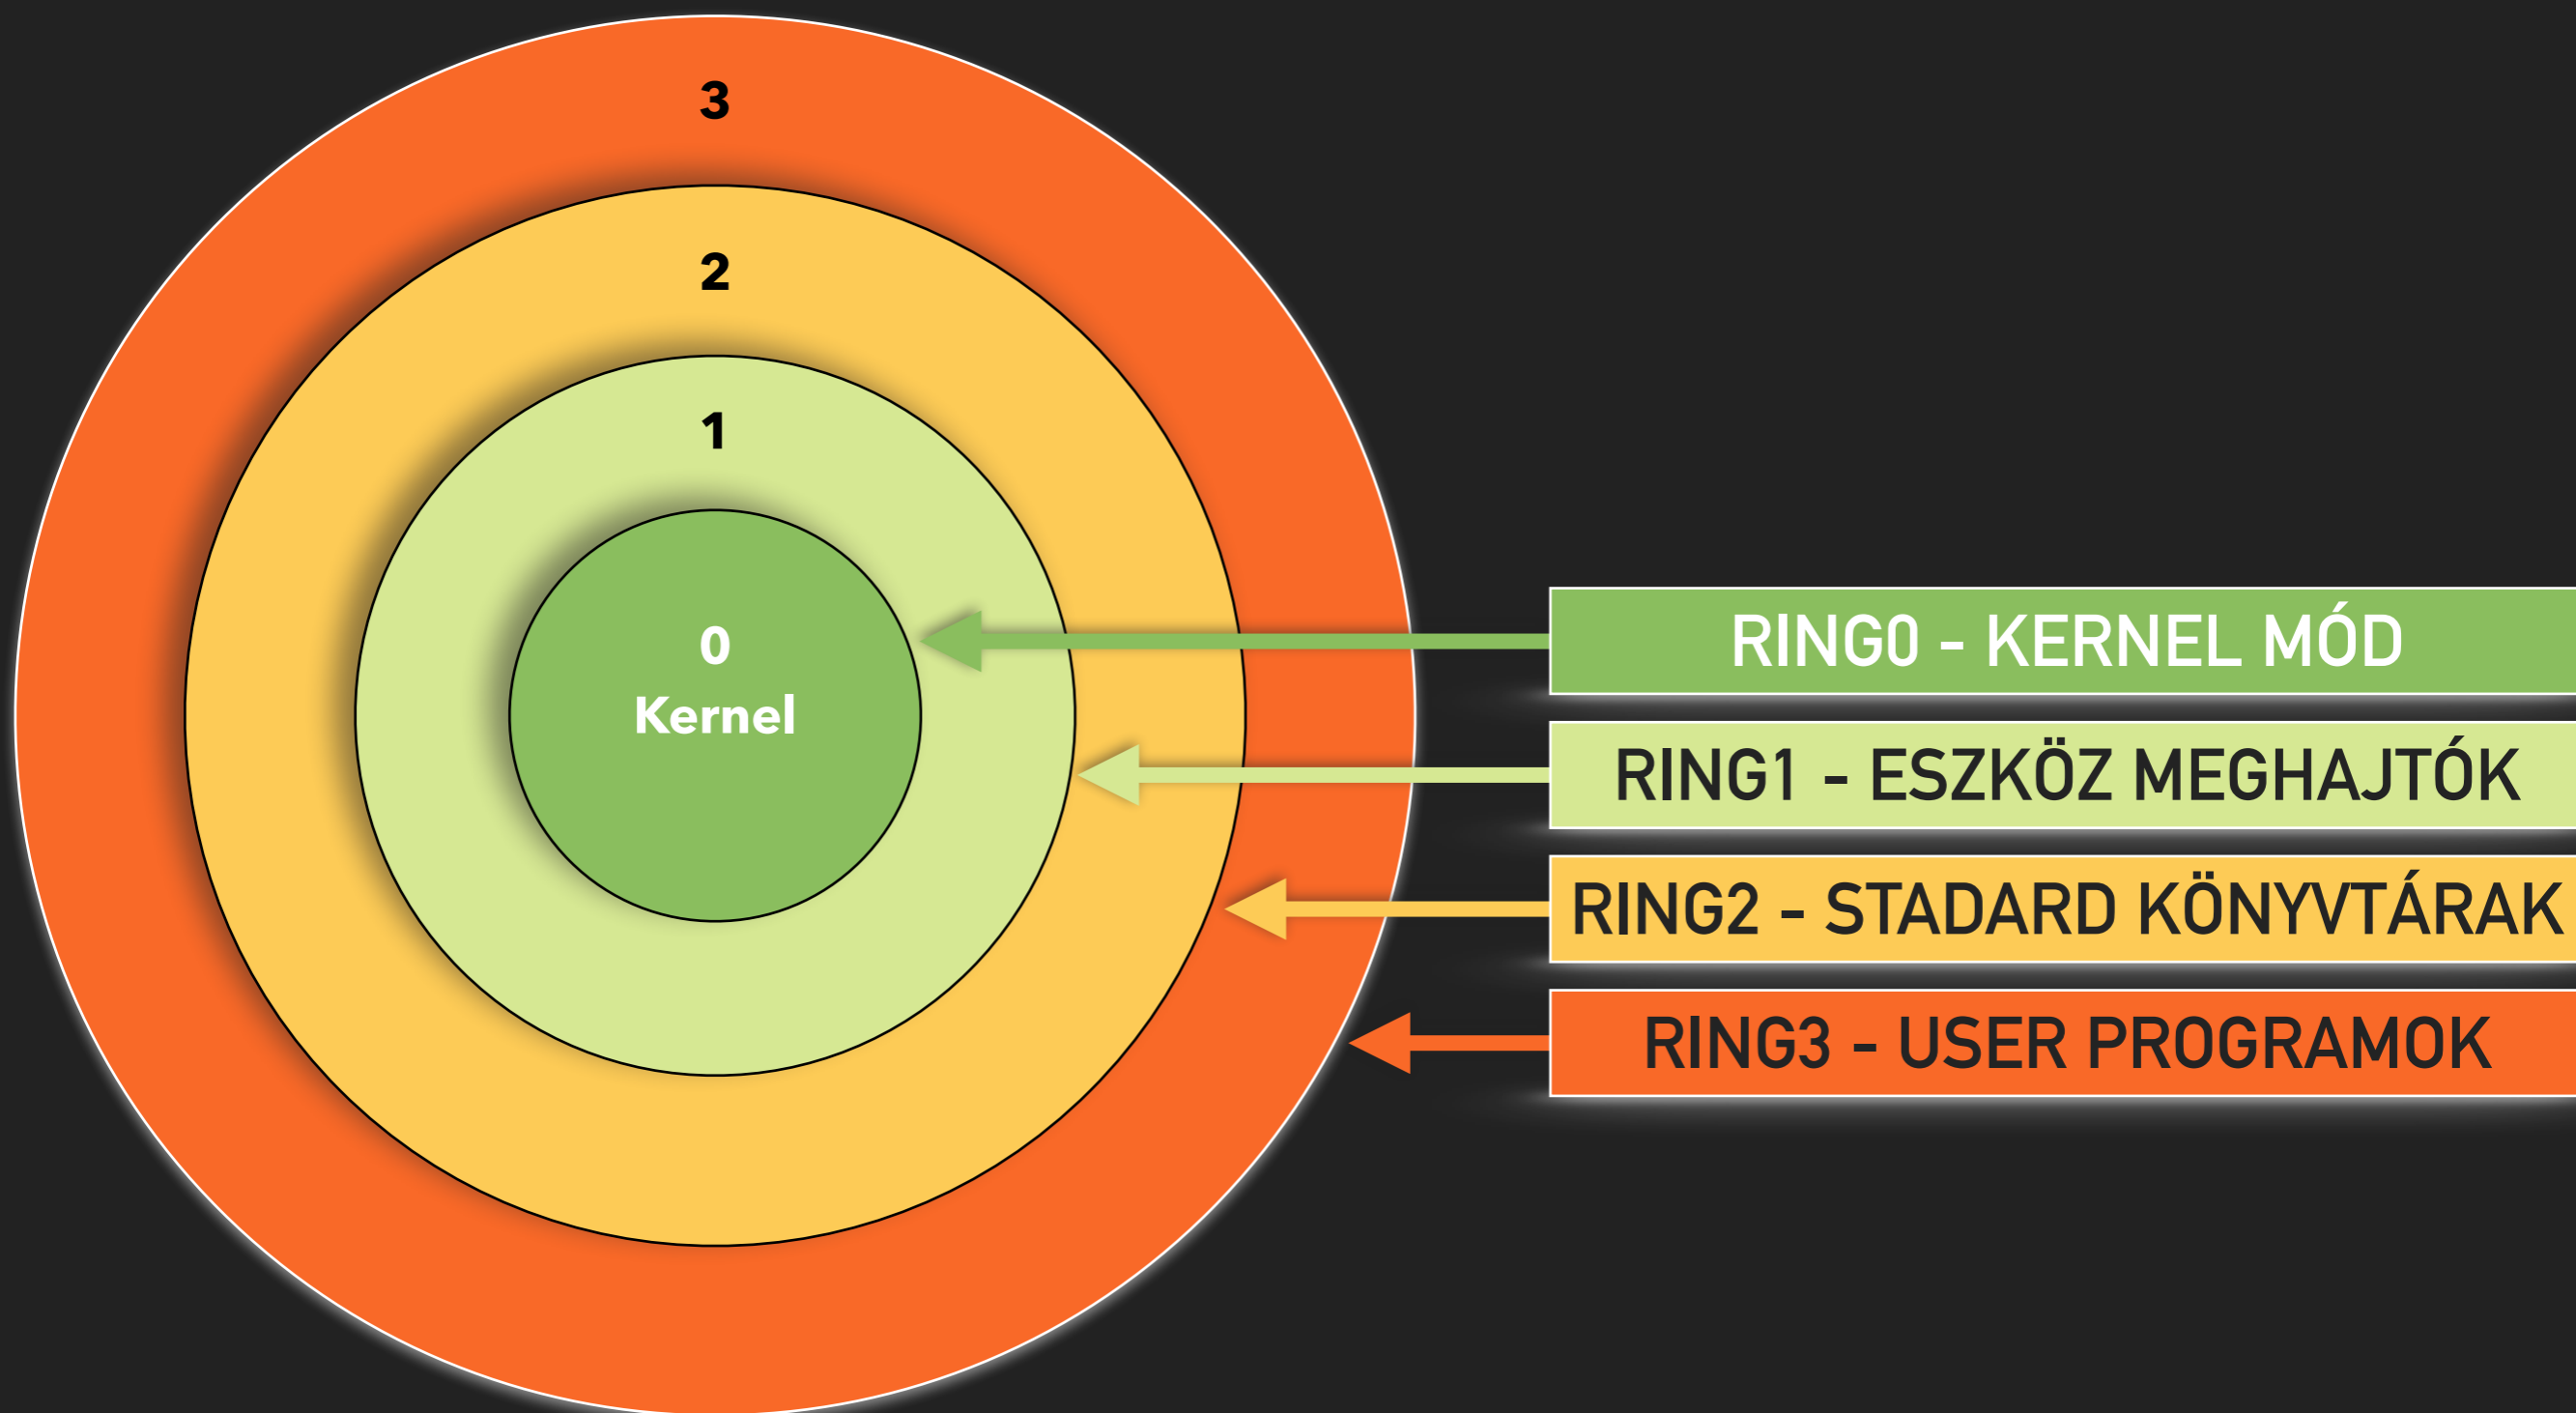 3
2
1
0
Kernel
RING0 - KERNEL MÓD
RING1 - ESZKÖZ MEGHAJTÓK
RING2 - STADARD KÖNYVTÁRAK
RING3 - USER PROGRAMOK